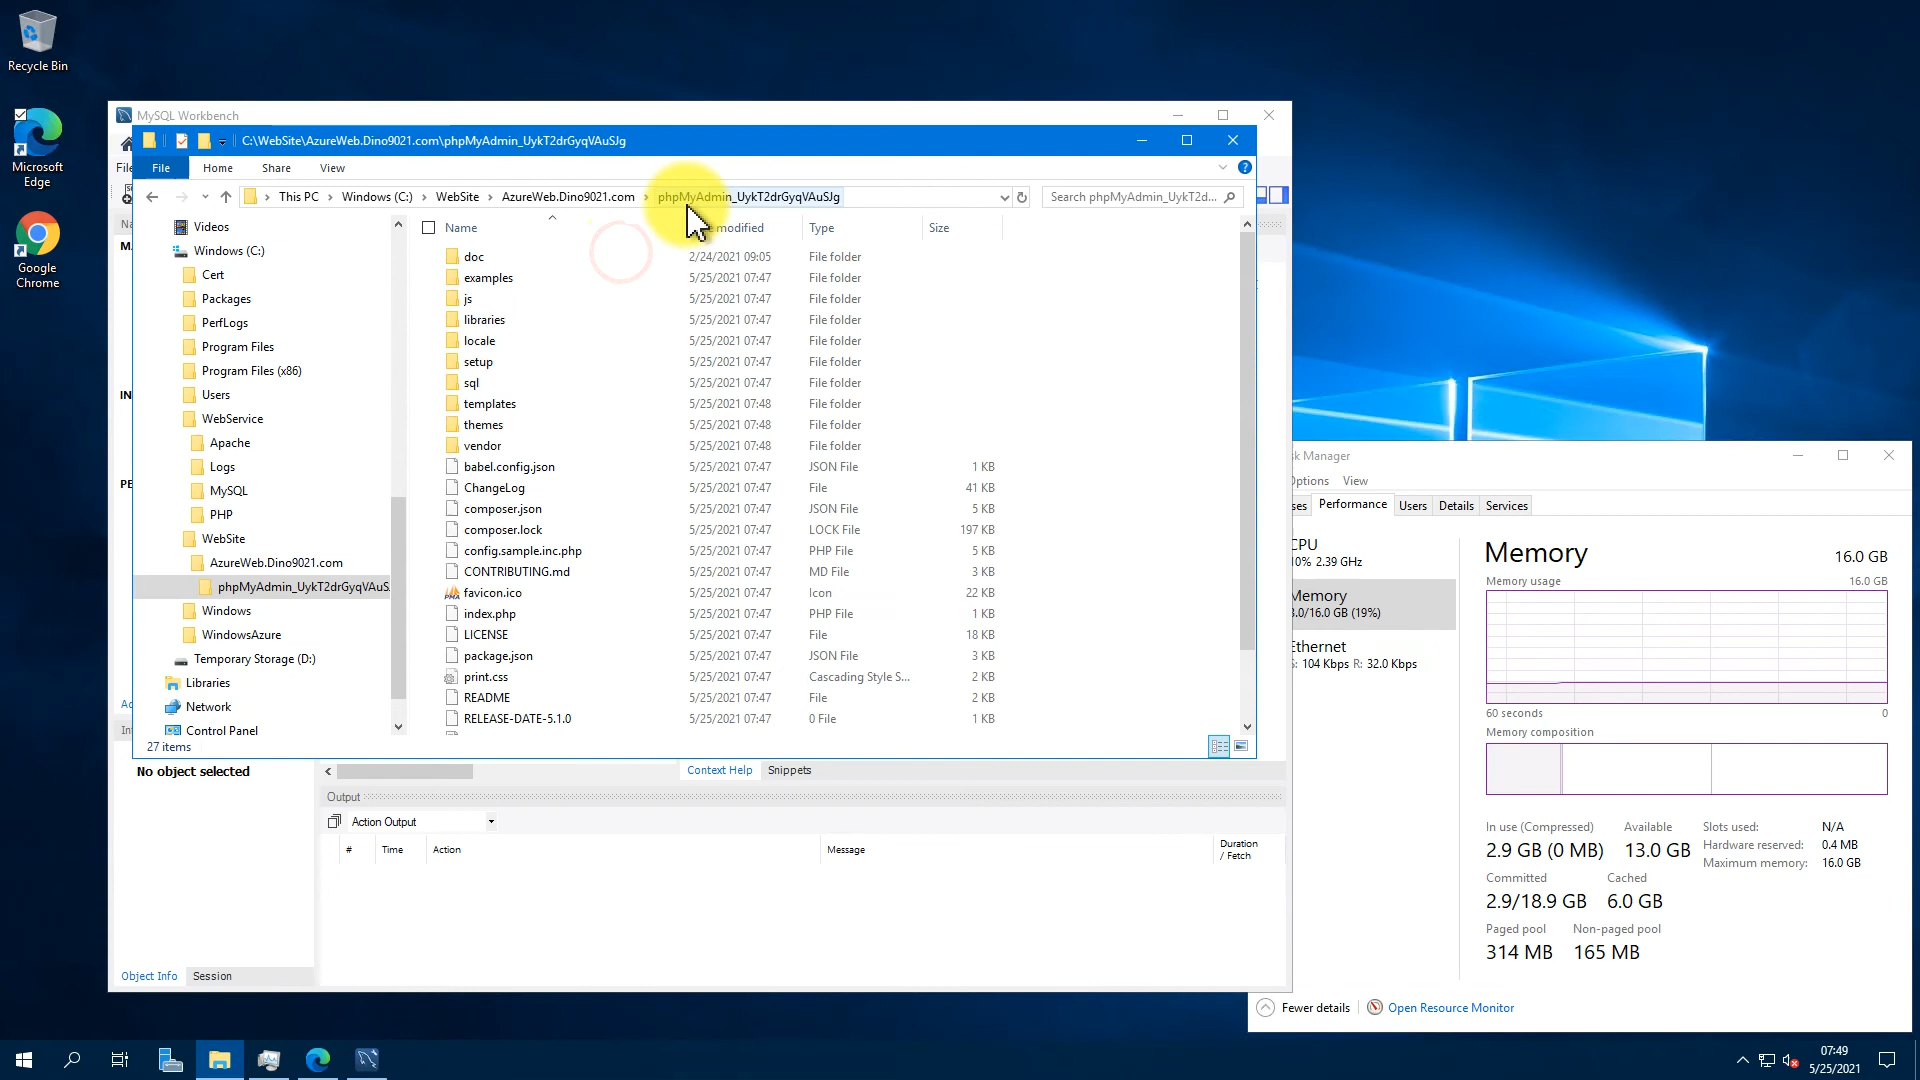 Recycle Bin
Microsoft
Edge
Google
Chrome
MySQL Workbench
C:\WebSite\AzureWeb.Dino9021.com\phpMyAdmin_UykT2drGyqVAuSJg
File
Home
Share
View
This PC
Windows (C:)
WebSite
AzureWeb.Dino9021.com
phpMyAdmin_UykT2drGyqVAuSJg
Search phpMyAdmin_UykT2d...
Videos
Windows (C:)
Cert
Packages
PerfLogs
Program Files
Program Files (x86)
Users
WebService
Apache
Logs
MySQL
PHP
WebSite
AzureWeb.Dino9021.com
phpMyAdmin_UykT2drGyqVAuS
Windows
WindowsAzure
Temporary Storage (D:)
Libraries
Network
Control Panel
Name modified Type Size
doc 2/24/2021 09:05 File folder
examples 5/25/2021 07:47 File folder
js 5/25/2021 07:47 File folder
libraries 5/25/2021 07:47 File folder
locale 5/25/2021 07:47 File folder
setup 5/25/2021 07:47 File folder
sql 5/25/2021 07:47 File folder
templates 5/25/2021 07:48 File folder
themes 5/25/2021 07:48 File folder
vendor 5/25/2021 07:48 File folder
babel.config.json 5/25/2021 07:47 JSON File 1 KB
ChangeLog 5/25/2021 07:47 File 41 KB
composer.json 5/25/2021 07:47 JSON File 5 KB
composer.lock 5/25/2021 07:47 LOCK File 197 KB
config.sample.inc.php 5/25/2021 07:47 PHP File 5 KB
CONTRIBUTING.md 5/25/2021 07:47 MD File 3 KB
favicon.ico 5/25/2021 07:47 Icon 22 KB
index.php 5/25/2021 07:47 PHP File 1 KB
LICENSE 5/25/2021 07:47 File 18 KB
package.json 5/25/2021 07:47 JSON File 3 KB
print.css 5/25/2021 07:47 Cascading Style S... 2 KB
README 5/25/2021 07:47 File 2 KB
RELEASE-DATE-5.1.0 5/25/2021 07:47 0 File 1 KB
27 items
No object selected
Context Help
Snippets
Output
Action Output
# Time Action Message Duration
/ Fetch
Object Info
Session
sk Manager
Options
View
Performance
Users
Details
Services
CPU
10% 2.39 GHz
Memory
3.0/16.0 GB (19%)
Ethernet
S: 104 Kbps R: 32.0 Kbps
Memory 16.0 GB
Memory usage 16.0 GB
60 seconds 0
Memory composition
In use (Compressed) Available
2.9 GB (0 MB) 13.0 GB
Committed Cached
2.9/18.9 GB 6.0 GB
Paged pool Non-paged pool
314 MB 165 MB
Slots used: N/A
Hardware reserved: 0.4 MB
Maximum memory: 16.0 GB
Fewer details
Open Resource Monitor
07:49
5/25/2021